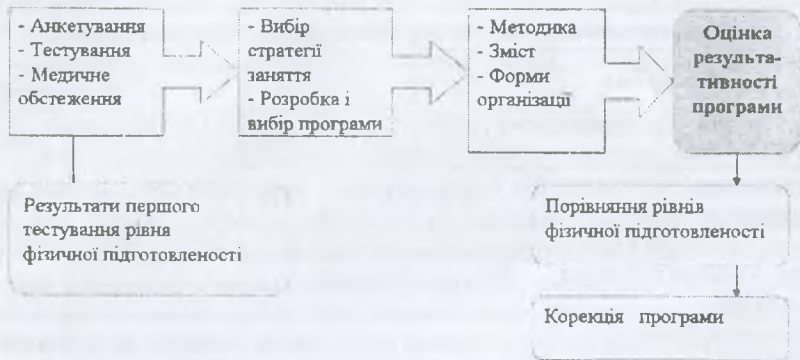 - Анкетування
- Тестування
- Медичне
обстеження
- Вибір
стратегії
заняття
- Розробка і
вибір програми
- Методика
- Зміст
- Форми
організації
Оцінка
результа-
тивності
програми
Результати першого
тестування рівня
фізичної підготовленості
Порівняння рівнів
фізичної підготовленості
Корекція програми